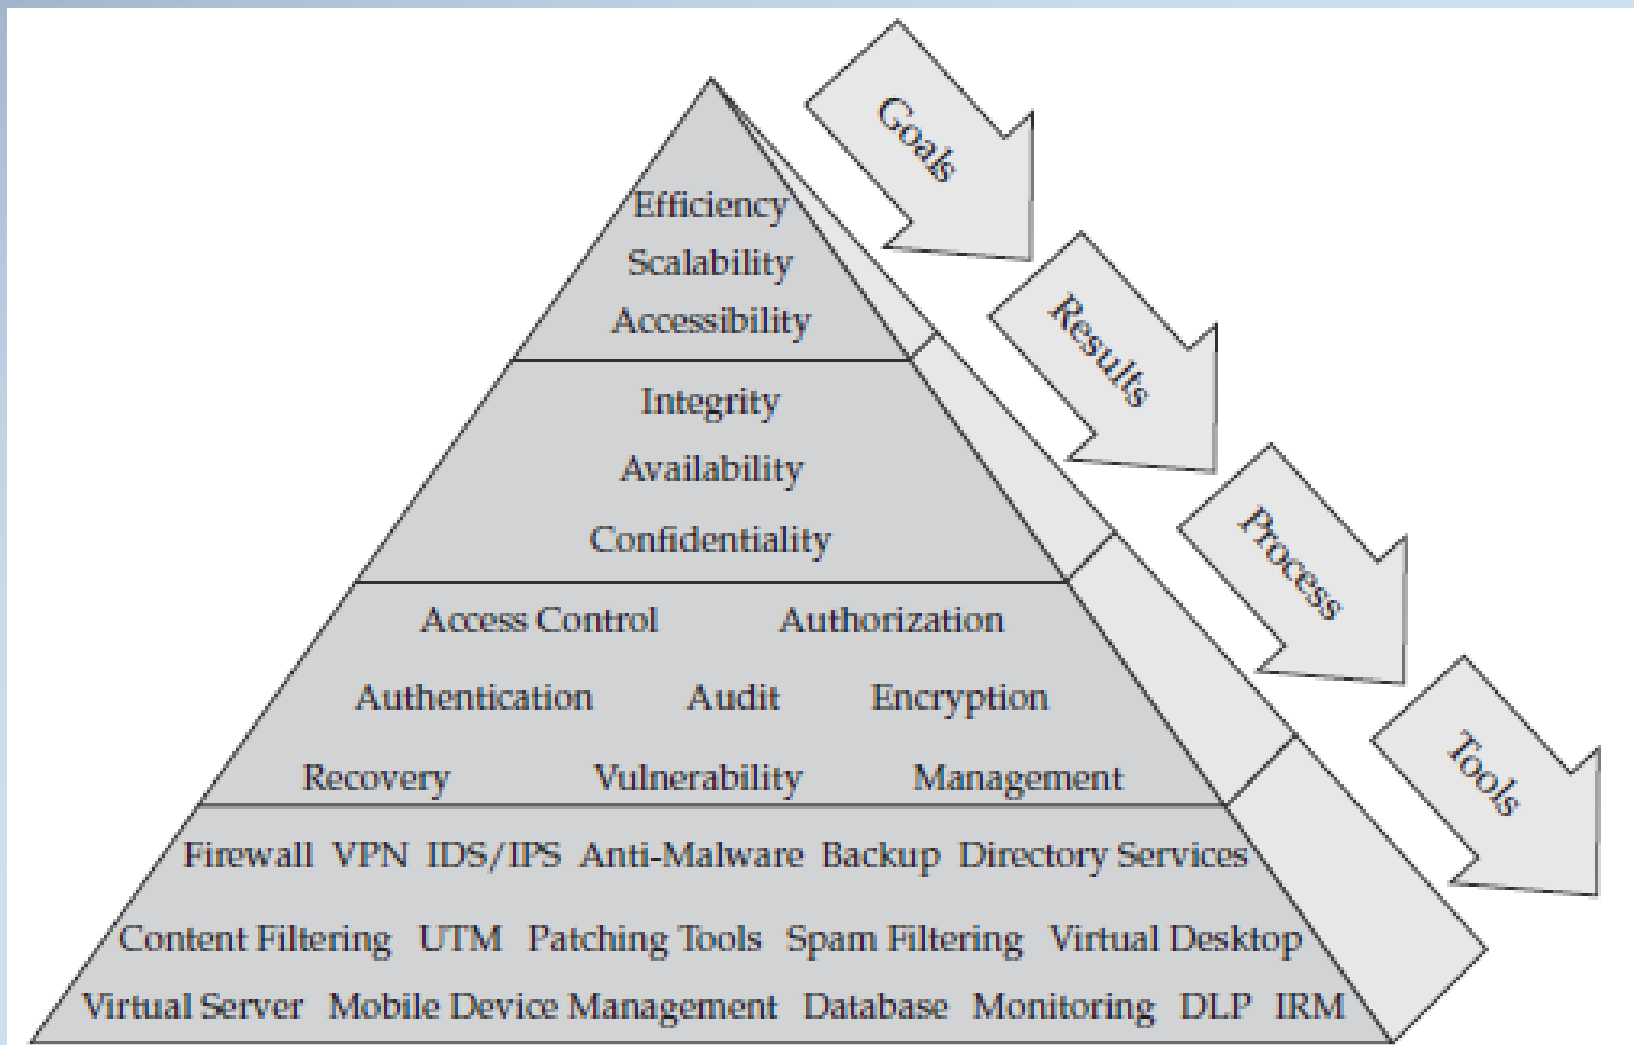 Goals
Efficiency
Scalability
Accessibility
Results
Integrity
Availability
Confidentiality
Process
Access Control Authorization
Authentication Audit Encryption
Recovery Vulnerability Management
Tools
Firewall VPN IDS/IPS Anti-Malware Backup Directory Services
Content Filtering UTM Patching Tools Spam Filtering Virtual Desktop
Virtual Server Mobile Device Management Database Monitoring DLP IRM